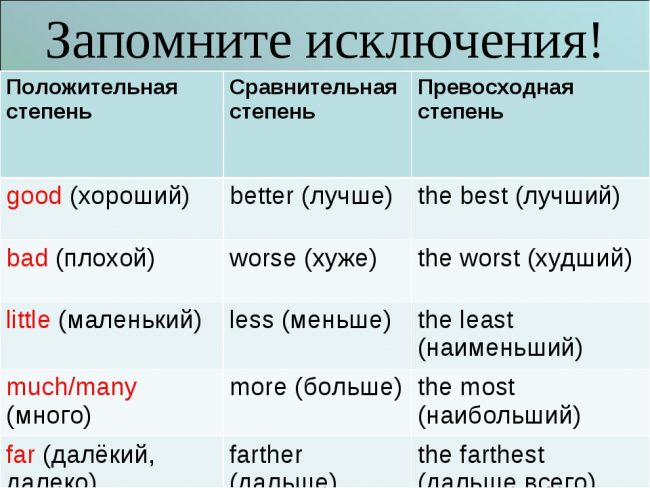 Запомните исключения!
Положительная степень
Сравнительная степень
Превосходная степень
good (хороший)
better (лучше)
the best (лучший)
bad (плохой)
worse (хуже)
the worst (худший)
little (маленький)
less (меньше)
the least
(наименьший)
much/many
(много)
more (больше)
the most
(наибольший)
far (далёкий,
далеко)
farther
(дальше)
the farthest
(дальше всего)